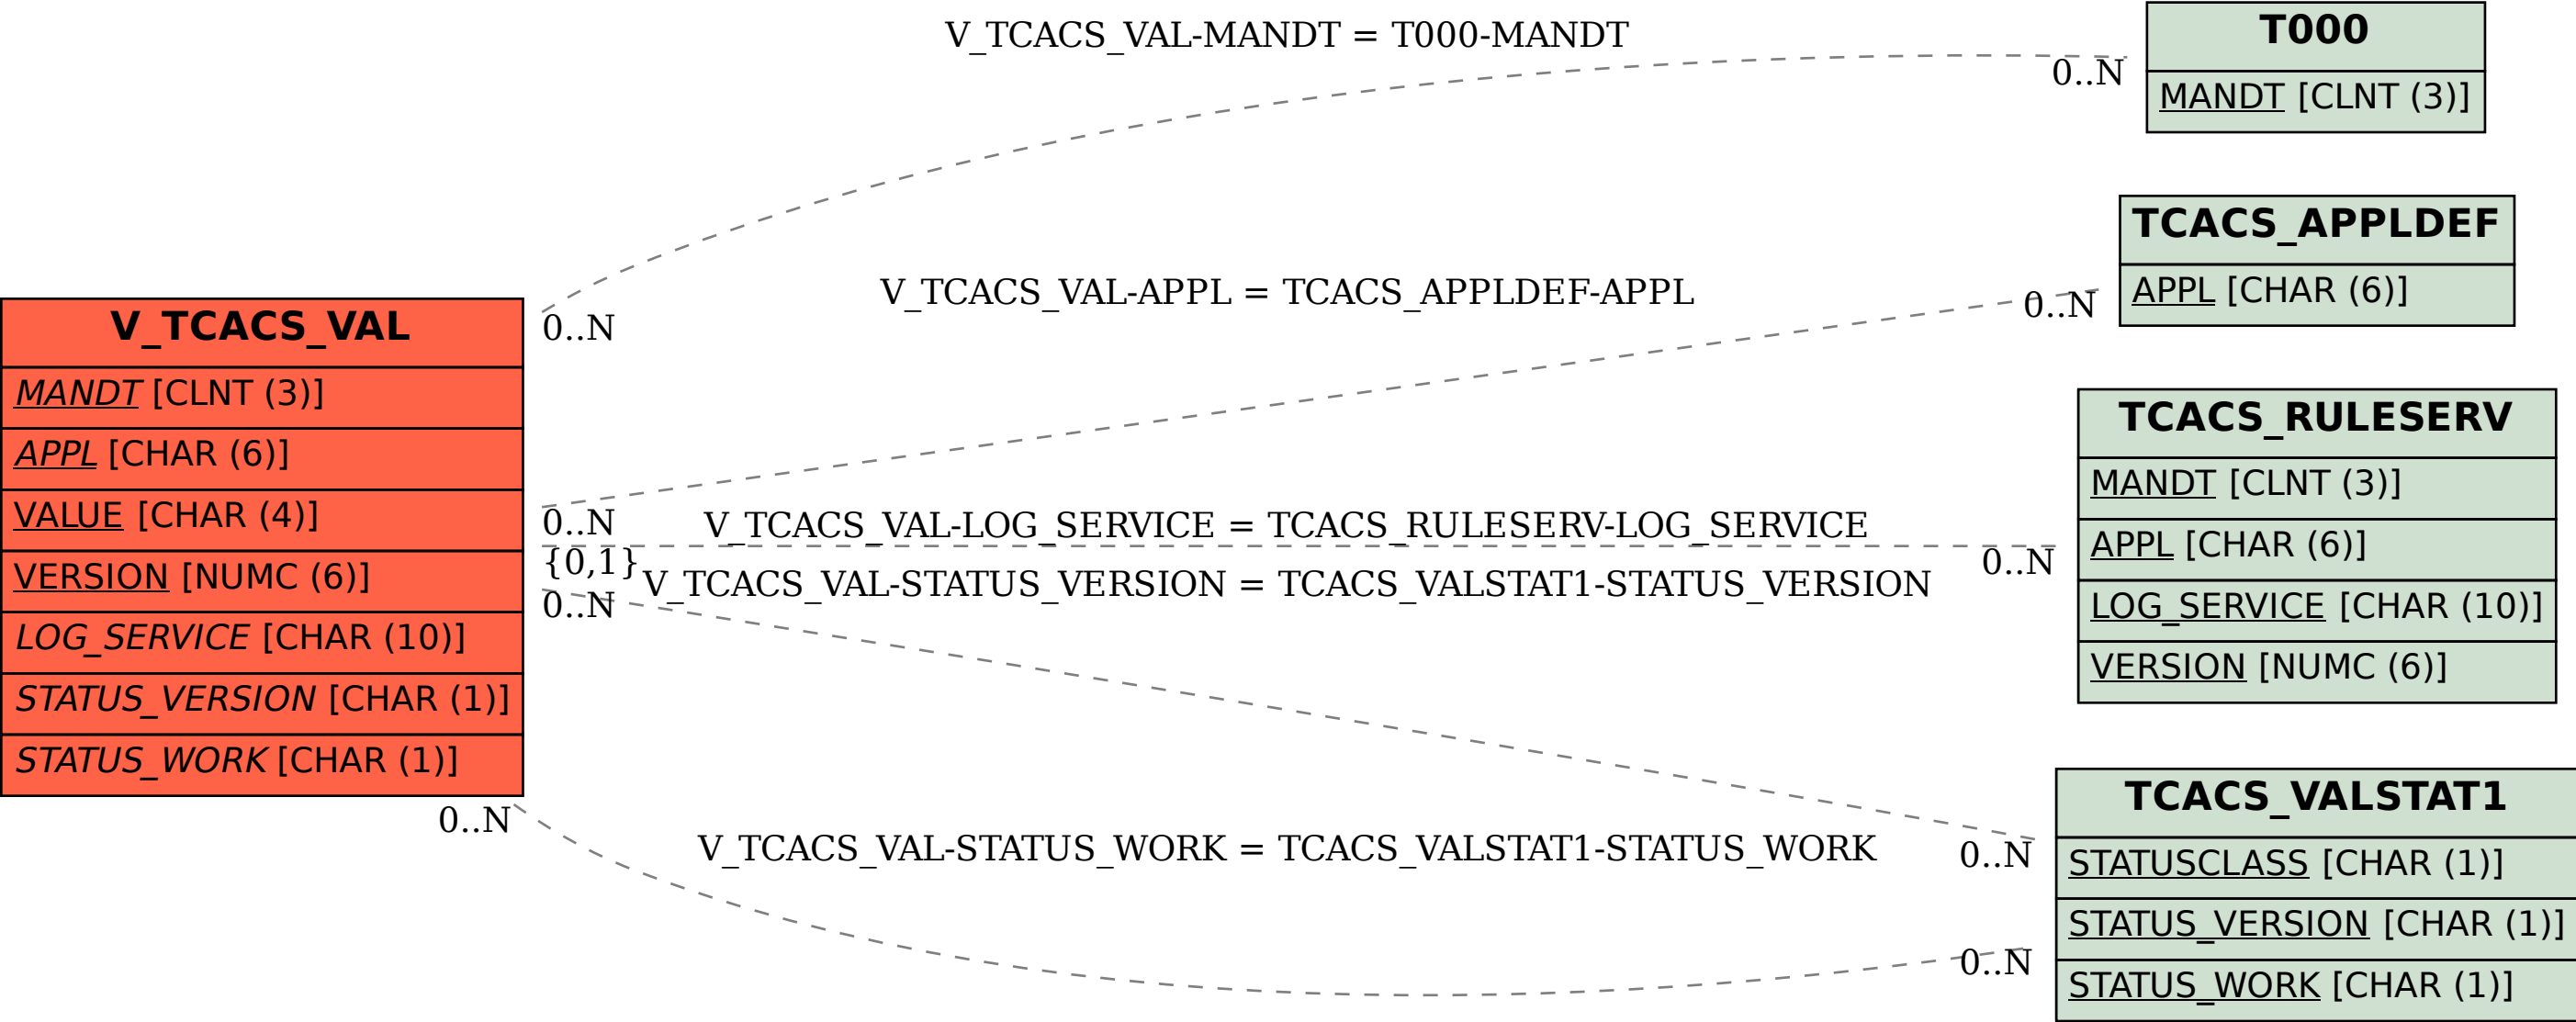 V_TCACS_VAL-MANDT = T000-MANDT
0..N
0..N
T000
MANDT [CLNT (3)]
V_TCACS_VAL-APPL = TCACS_APPLDEF-APPL
0..N
0..N
TCACS_APPLDEF
APPL [CHAR (6)]
V_TCACS_VAL
MANDT [CLNT (3)]
APPL [CHAR (6)]
VALUE [CHAR (4)]
VERSION [NUMC (6)]
LOG_SERVICE [CHAR (10)]
STATUS_VERSION [CHAR (1)]
STATUS_WORK [CHAR (1)]
V_TCACS_VAL-LOG_SERVICE = TCACS_RULESERV-LOG_SERVICE
{0,1}
0..N
TCACS_RULESERV
MANDT [CLNT (3)]
APPL [CHAR (6)]
LOG_SERVICE [CHAR (10)]
VERSION [NUMC (6)]
V_TCACS_VAL-STATUS_VERSION = TCACS_VALSTAT1-STATUS_VERSION
0..N
0..N
V_TCACS_VAL-STATUS_WORK = TCACS_VALSTAT1-STATUS_WORK
0..N
0..N
TCACS_VALSTAT1
STATUSCLASS [CHAR (1)]
STATUS_VERSION [CHAR (1)]
STATUS_WORK [CHAR (1)]